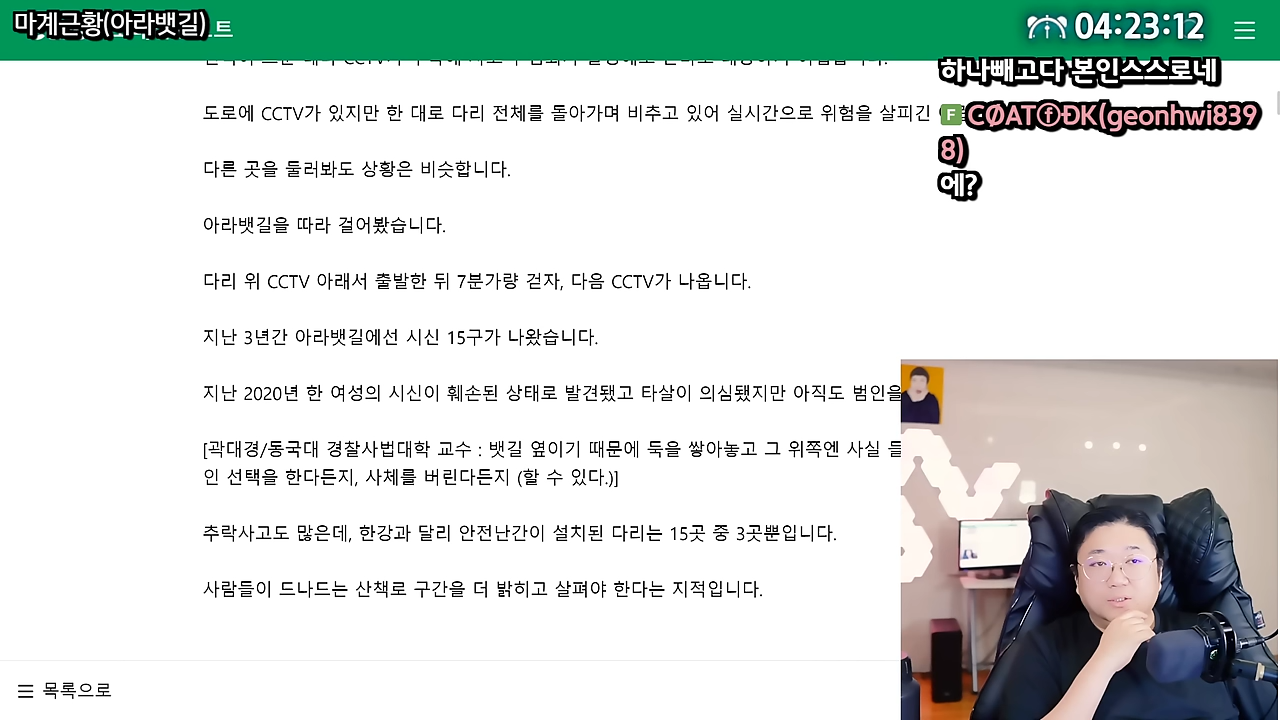 마계근황(아라뱃길)
트
04:23:12
하나빼고다 본인스스로네
F CØATⓕĐK(geonhwi839
8)
에?
도로에 CCTV가 있지만 한 대로 다리 전체를 돌아가며 비추고 있어 실시간으로 위험을 살피긴
다른 곳을 둘러봐도 상황은 비슷합니다.
아라뱃길을 따라 걸어봤습니다.
다리 위 CCTV 아래서 출발한 뒤 7분가량 걷자, 다음 CCTV가 나옵니다.
지난 3년간 아라뱃길에선 시신 15구가 나왔습니다.
지난 2020년 한 여성의 시신이 훼손된 상태로 발견됐고 타살이 의심됐지만 아직도 범인을
[곽대경/동국대 경찰사법대학 교수 : 뱃길 옆이기 때문에 둑을 쌓아놓고 그 위쪽엔 사실 들
인 선택을 한다든지, 사체를 버린다든지 (할 수 있다.)]
추락사고도 많은데, 한강과 달리 안전난간이 설치된 다리는 15곳 중 3곳뿐입니다.
사람들이 드나드는 산책로 구간을 더 밝히고 살펴야 한다는 지적입니다.
목록으로